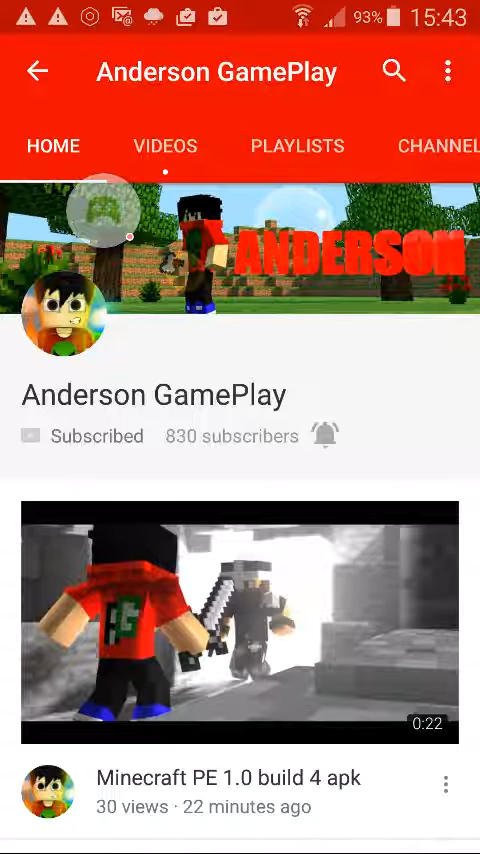 93% 15:43
Anderson GamePlay
HOME VIDEOS PLAYLISTS CHANNEL
ANDERSON
Anderson GamePlay
Subscribed 830 subscribers
0:22
Minecraft PE 1.0 build 4 apk
30 views · 22 minutes ago